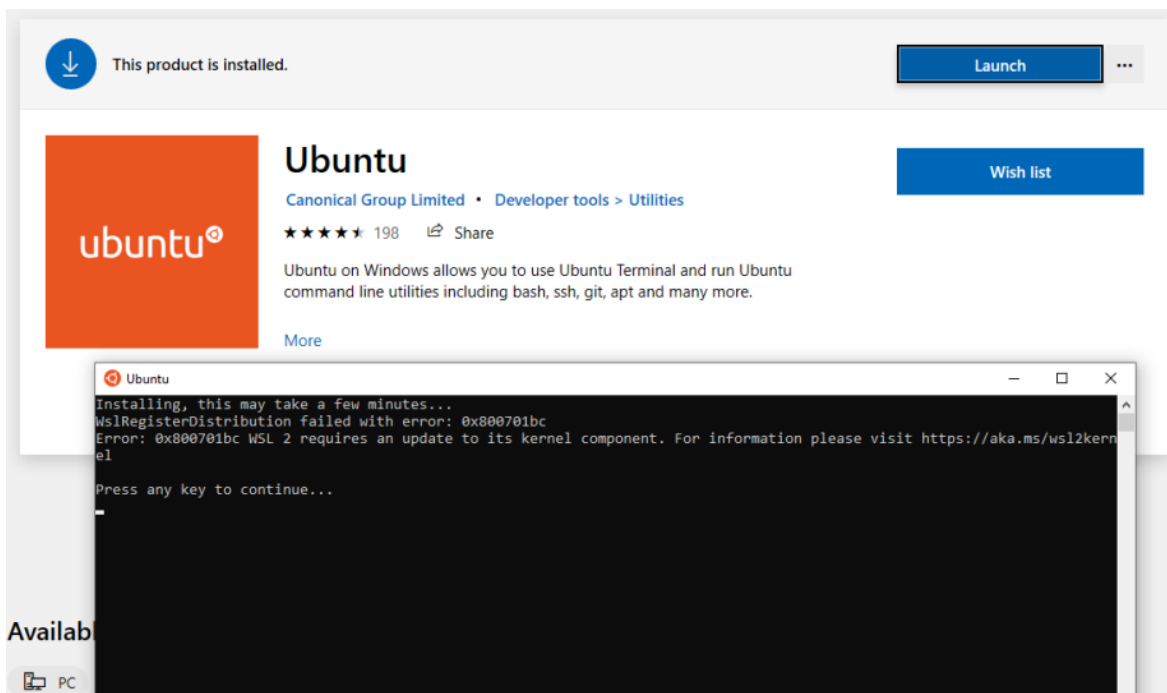 This product is installed.
Launch
...
ubuntu
Ubuntu
Canonical Group Limited • Developer tools > Utilities
198 Share
Ubuntu on Windows allows you to use Ubuntu Terminal and run Ubuntu
command line utilities including bash, ssh, git, apt and many more.
More
Wish list
Ubuntu
Installing, this may take a few minutes...
WslRegisterDistribution failed with error: 0x800701bc
Error: 0x800701bc WSL 2 requires an update to its kernel component. For information please visit https://aka.ms/wsl2kern
el
Press any key to continue...
Availab
PC